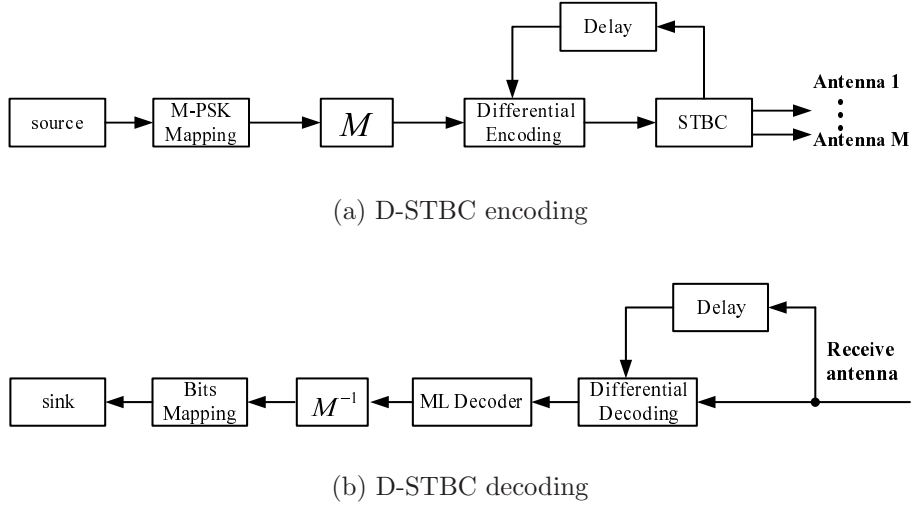 Delay
source
M-PSK
Mapping
M
Differential
Encoding
STBC
Antenna 1
Antenna M
(a) D-STBC encoding
Delay
Receive
antenna
sink
Bits
Mapping
M⁻¹
ML Decoder
Differential
Decoding
(b) D-STBC decoding